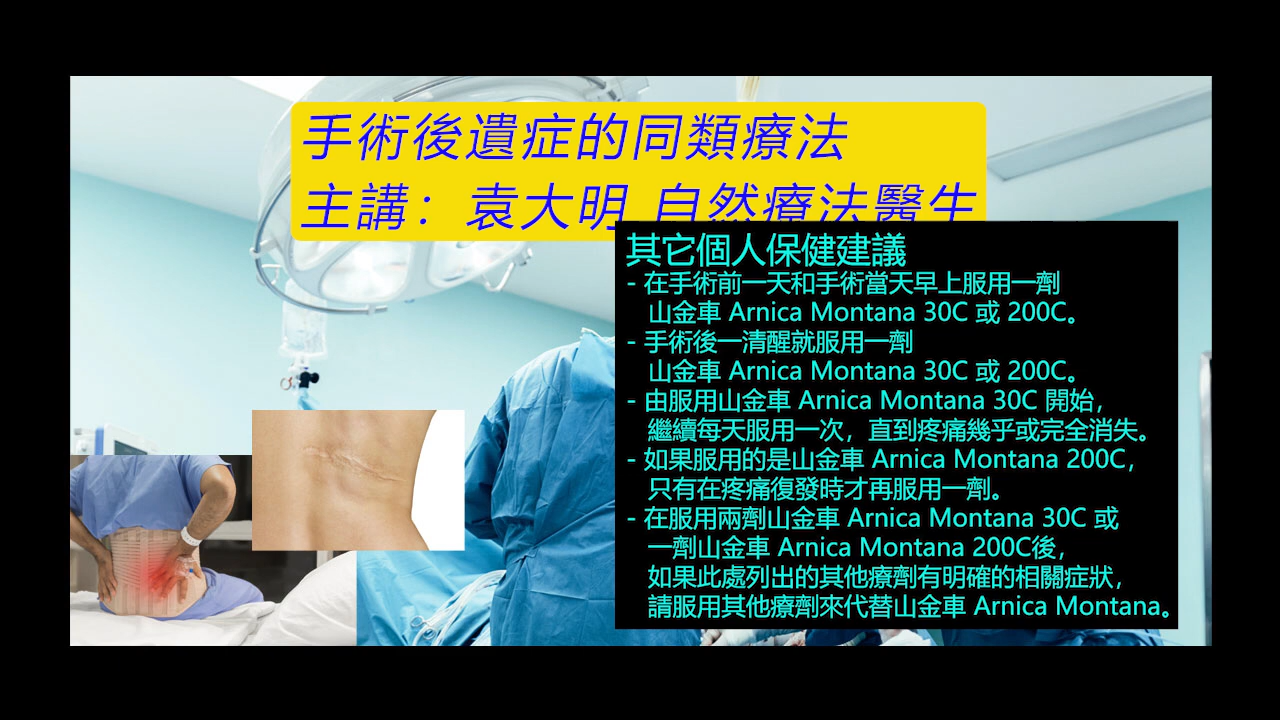 手術後遺症的同類療法
主講：袁大明 自然療法醫生
其它個人保健建議
- 在手術前一天和手術當天早上服用一劑
山金車 Arnica Montana 30C 或 200C。
- 手術後一清醒就服用一劑
山金車 Arnica Montana 30C 或 200C。
- 由服用山金車 Arnica Montana 30C 開始，
繼續每天服用一次，直到疼痛幾乎或完全消失。
- 如果服用的是山金車 Arnica Montana 200C，
只有在疼痛復發時才再服用一劑。
- 在服用兩劑山金車 Arnica Montana 30C 或
一劑山金車 Arnica Montana 200C後，
如果此處列出的其他療劑有明確的相關症狀，
請服用其他療劑來代替山金車 Arnica Montana。